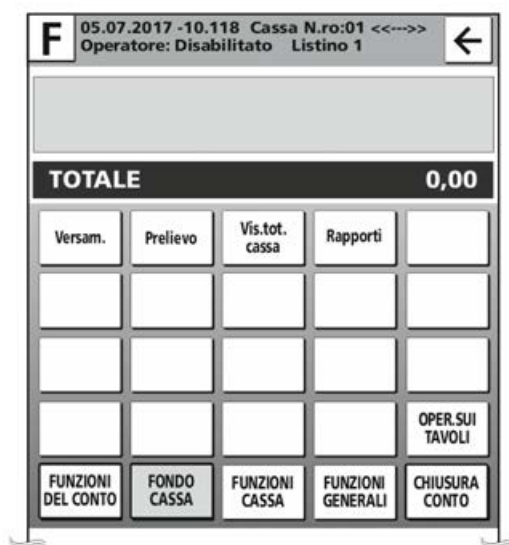 F
05.07.2017 -10.118 Cassa N.ro:01 <<--->>
Operatore: Disabilitato Listino 1
TOTALE 0,00
Versam. Prelievo Vis.tot. cassa Rapporti
OPER.SUI TAVOLI
FUNZIONI DEL CONTO FONDO CASSA FUNZIONI CASSA FUNZIONI GENERALI CHIUSURA CONTO